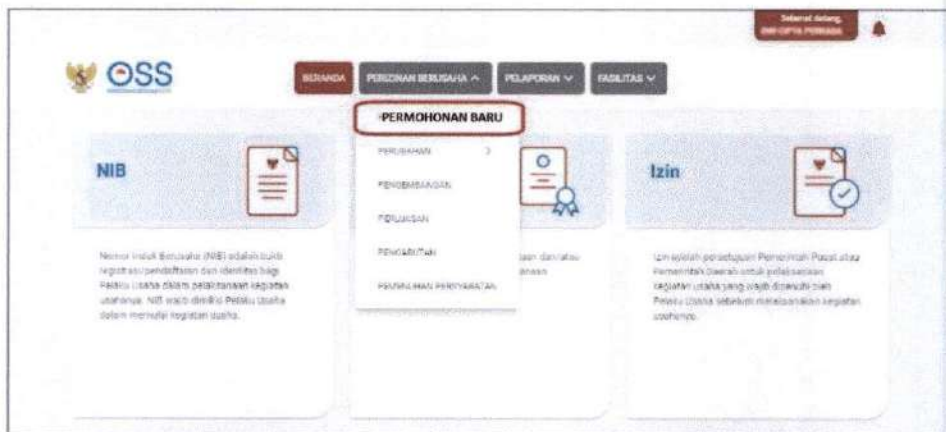 Selamat datang,
OSS
BERANDA
PERIZINAN BERUSAHA
PELAPORAN
FASILITAS
PERMOHONAN BARU
PERUBAHAN
PENGEMBANGAN
PERLUASAN
PENCABUTAN
PEMENUHAN PERSYARATAN
NIB
Nomor Induk Berusaha (NIB) adalah bukti
registrasi/pendaftaran dan identitas bagi
Pelaku Usaha dalam pelaksanaan kegiatan
usahanya. NIB wajib dimiliki Pelaku Usaha
dalam memulai kegiatan usaha.
dan/atau
Izin
Izin adalah persetujuan Pemerintah Pusat atau
Pemerintah Daerah untuk pelaksanaan
kegiatan usaha yang wajib dipenuhi oleh
Pelaku Usaha sebelum melaksanakan kegiatan
usahanya.